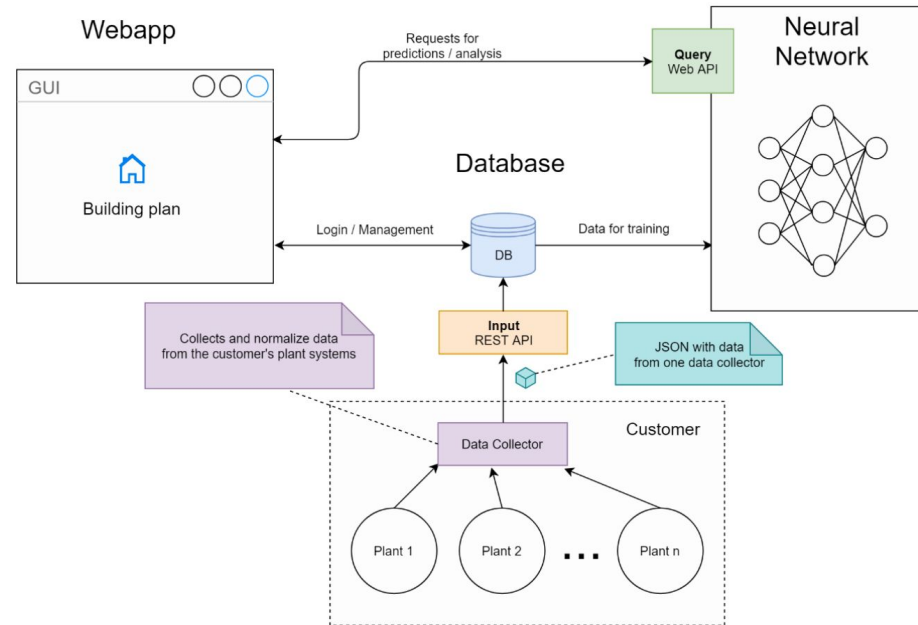 Webapp
Neural
Network
Requests for
predictions / analysis
Query
Web API
GUI
Building plan
Database
Login / Management
DB
Data for training
Collects and normalize data
from the customer's plant systems
Input
REST API
JSON with data
from one data collector
Customer
Data Collector
Plant 1
Plant 2
...
Plant n